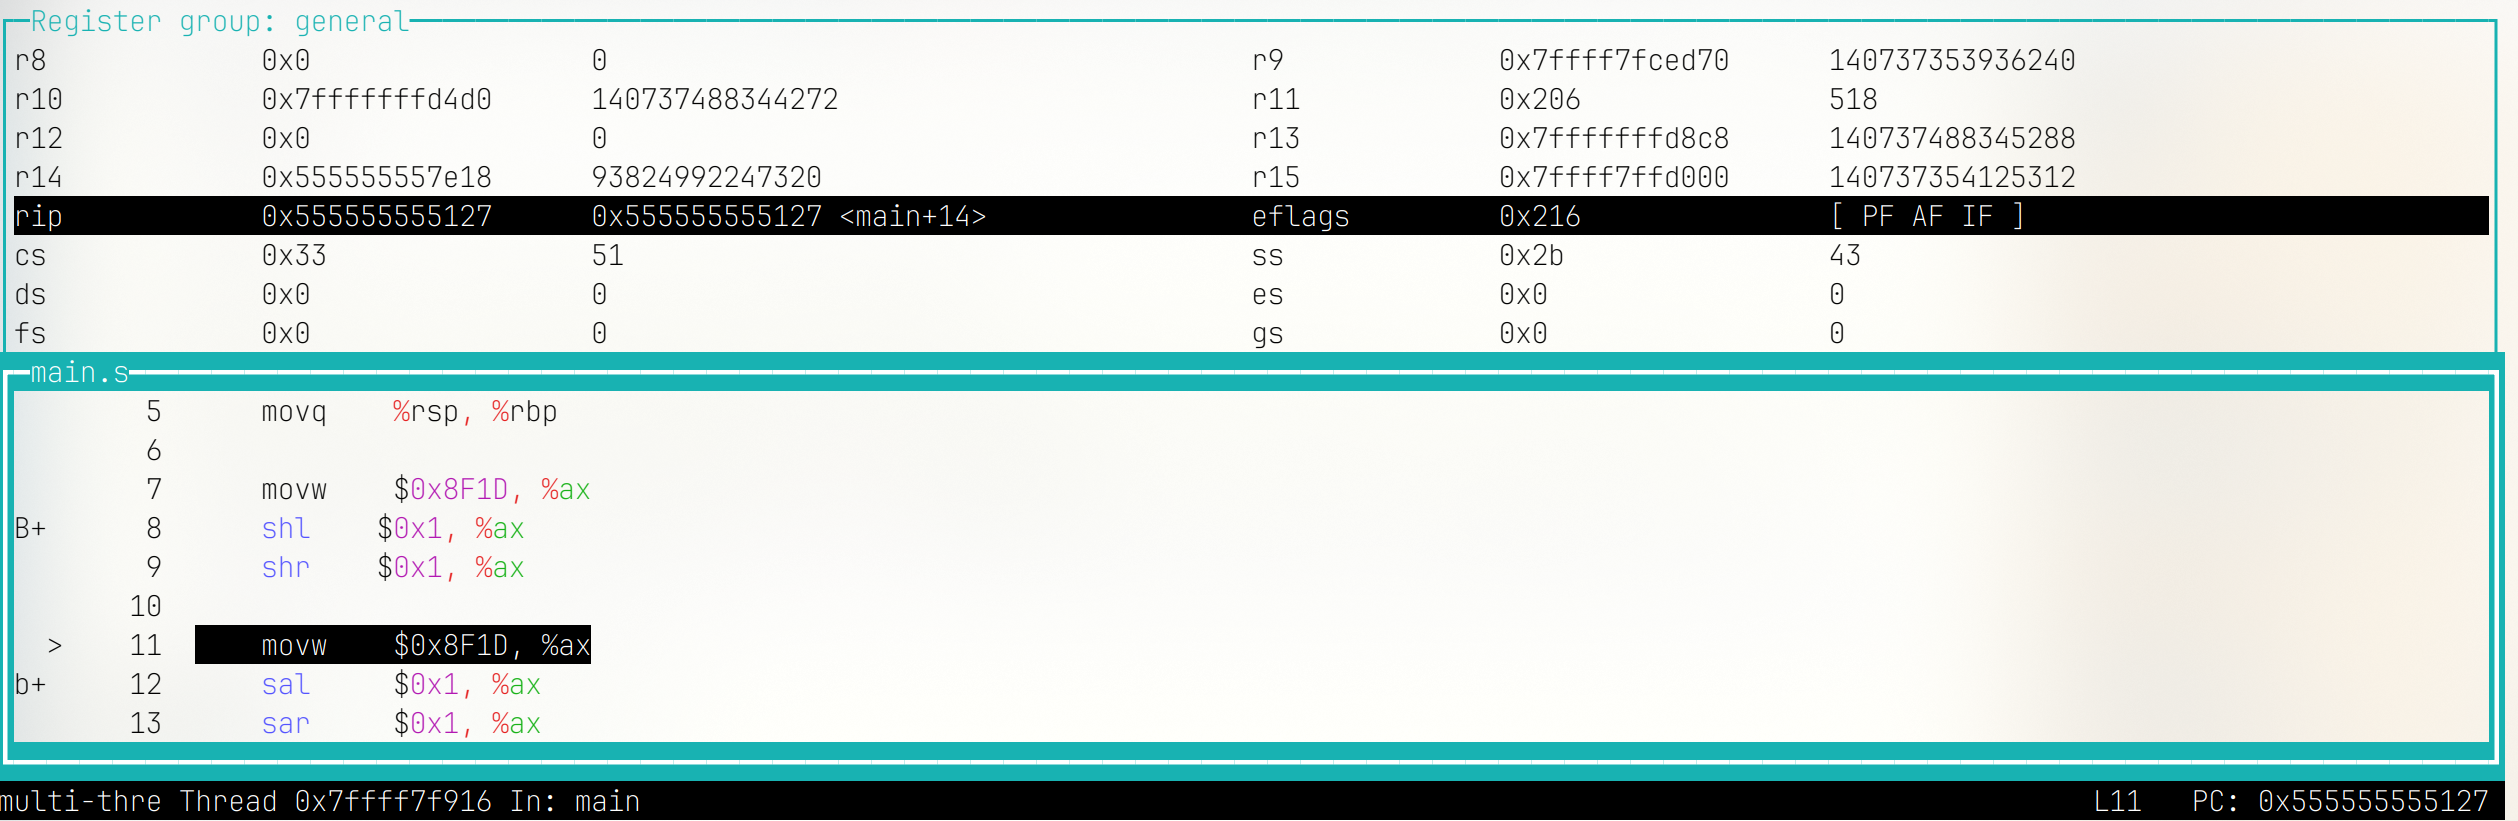 Register group: general
r8 0x0 0 r9 0x7ffff7fced70 140737353936240
r10 0x7fffffffd4d0 140737488344272 r11 0x206 518
r12 0x0 0 r13 0x7fffffffd8c8 140737488345288
r14 0x555555557e18 93824992247320 r15 0x7ffff7ffd000 140737354125312
rip 0x555555555127 0x555555555127 <main+14> eflags 0x216 [ PF AF IF ]
cs 0x33 51 ss 0x2b 43
ds 0x0 0 es 0x0 0
fs 0x0 0 gs 0x0 0
main.s
5 movq %rsp, %rbp
6
7 movw $0x8F1D, %ax
B+ 8 shl $0x1, %ax
9 shr $0x1, %ax
10
> 11 movw $0x8F1D, %ax
b+ 12 sal $0x1, %ax
13 sar $0x1, %ax
multi-thre Thread 0x7ffff7f916 In: main L11 PC: 0x555555555127